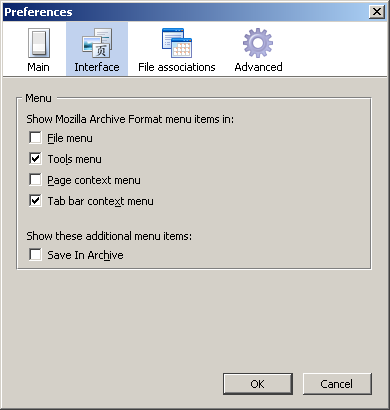 Preferences
Main
Interface
File associations
Advanced
Menu
Show Mozilla Archive Format menu items in:
File menu
Tools menu
Page context menu
Tab bar context menu
Show these additional menu items:
Save In Archive
OK
Cancel